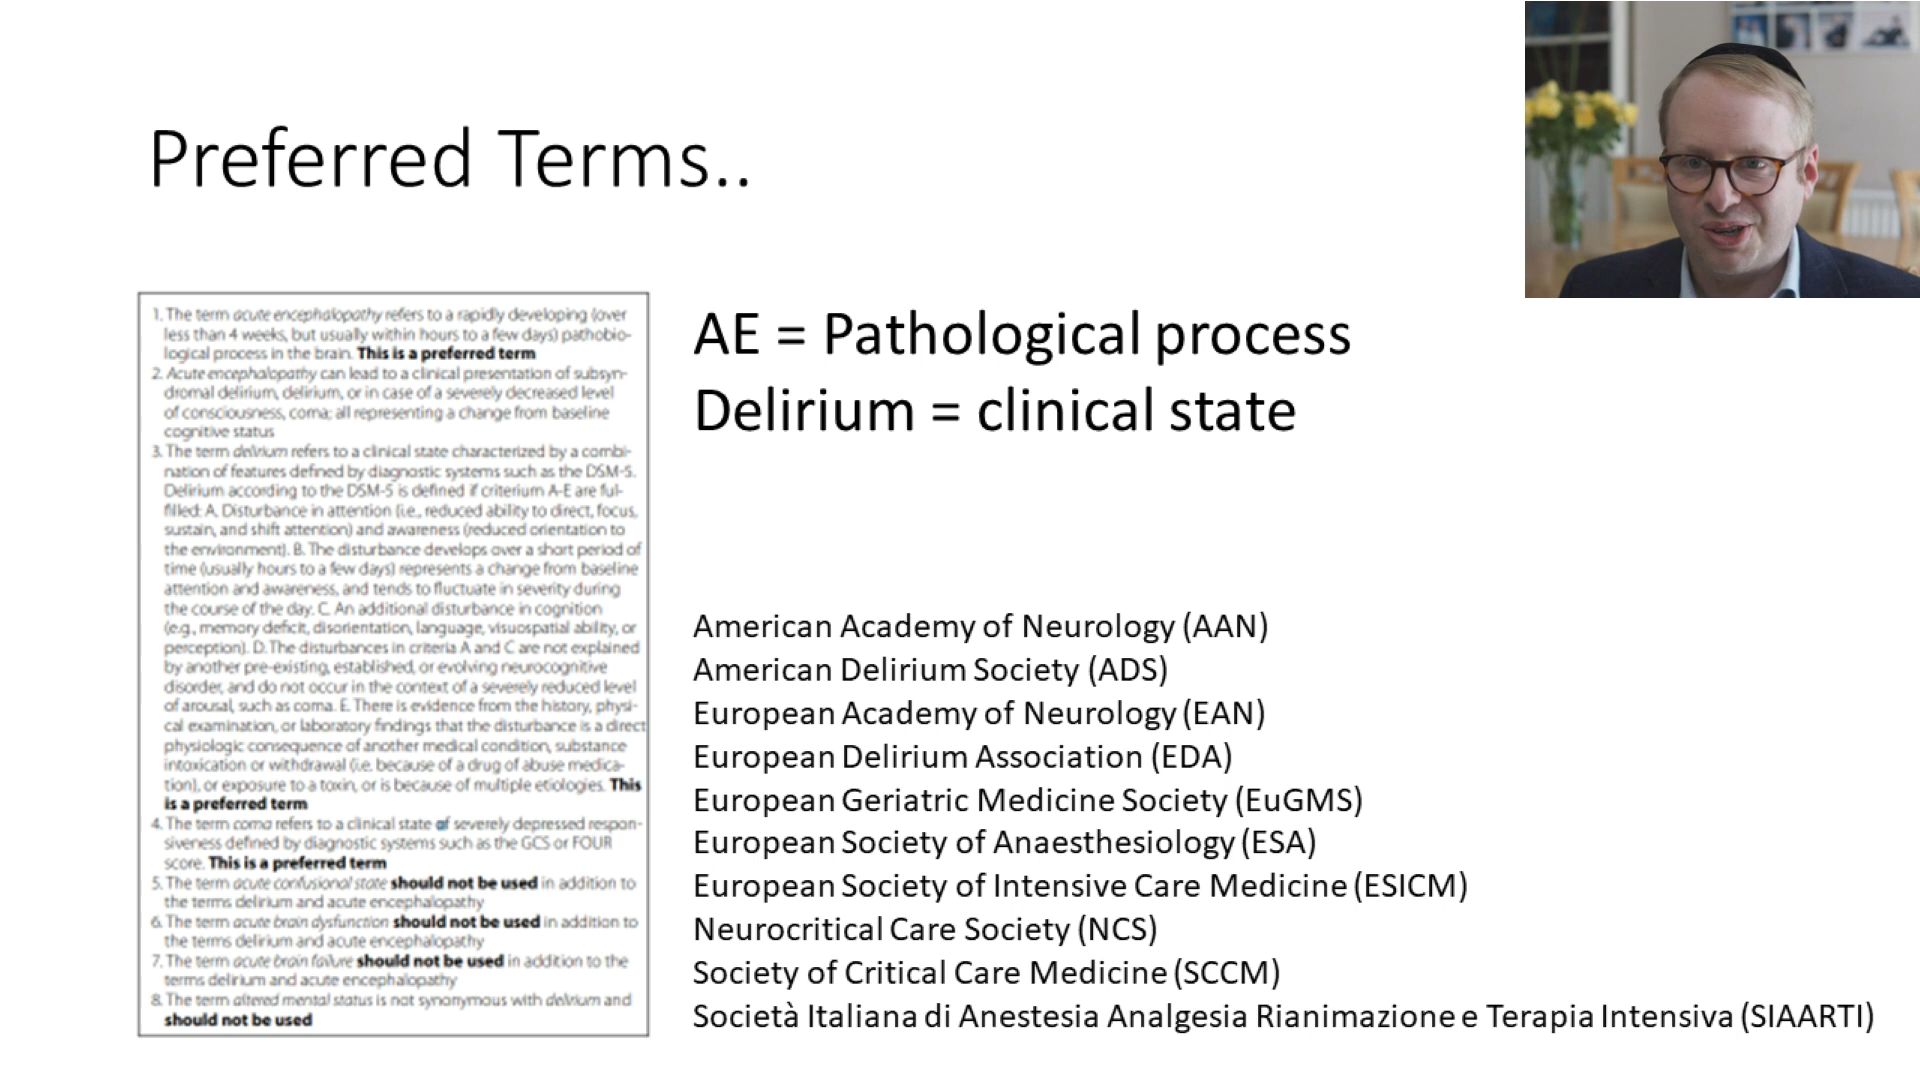 Preferred Terms..
1. The term acute encephalopathy refers to a rapidly developing (over
less than 4 weeks, but usually within hours to a few days) pathobio-
logical process in the brain. This is a preferred term
2. Acute encephalopathy can lead to a clinical presentation of subsyn-
dromal delirium, delirium, or in case of a severely decreased level
of consciousness, coma; all representing a change from baseline
cognitive status
3. The term delirium refers to a clinical state characterized by a combi-
nation of features defined by diagnostic systems such as the DSM-5.
Delirium according to the DSM-5 is defined if criterium A-E are ful-
filled: A. Disturbance in attention (i.e., reduced ability to direct, focus,
sustain, and shift attention) and awareness (reduced orientation to
the environment). B. The disturbance develops over a short period of
time (usually hours to a few days) represents a change from baseline
attention and awareness, and tends to fluctuate in severity during
the course of the day. C. An additional disturbance in cognition
(e.g., memory deficit, disorientation, language, visuospatial ability, or
perception). D. The disturbances in criteria A and C are not explained
by another pre-existing, established, or evolving neurocognitive
disorder, and do not occur in the context of a severely reduced level
of arousal, such as coma. E. There is evidence from the history, physi-
cal examination, or laboratory findings that the disturbance is a direct
physiologic consequence of another medical condition, substance
intoxication or withdrawal (i.e. because of a drug of abuse medica-
tion), or exposure to a toxin, or is because of multiple etiologies. This
is a preferred term
4. The term coma refers to a clinical state of severely depressed respon-
siveness defined by diagnostic systems such as the GCS or FOUR
score. This is a preferred term
5. The term acute confusional state should not be used in addition to
the terms delirium and acute encephalopathy
6. The term acute brain dysfunction should not be used in addition to
the terms delirium and acute encephalopathy
7. The term acute brain failure should not be used in addition to the
terms delirium and acute encephalopathy
8. The term altered mental status is not synonymous with delirium and
should not be used
AE = Pathological process
Delirium = clinical state
American Academy of Neurology (AAN)
American Delirium Society (ADS)
European Academy of Neurology (EAN)
European Delirium Association (EDA)
European Geriatric Medicine Society (EuGMS)
European Society of Anaesthesiology (ESA)
European Society of Intensive Care Medicine (ESICM)
Neurocritical Care Society (NCS)
Society of Critical Care Medicine (SCCM)
Società Italiana di Anestesia Analgesia Rianimazione e Terapia Intensiva (SIAARTI)